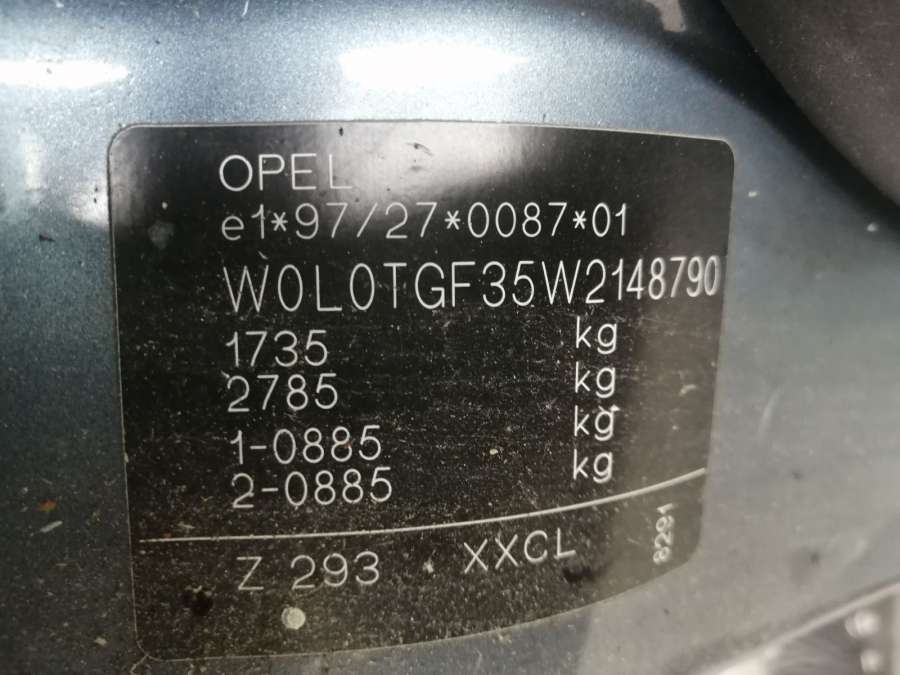 OPEL
e1*97/27*0087*01
W0L0TGF35W2148790
1735 kg
2785 kg
1-0885 kg
2-0885 kg
Z 293 XXCL 8291